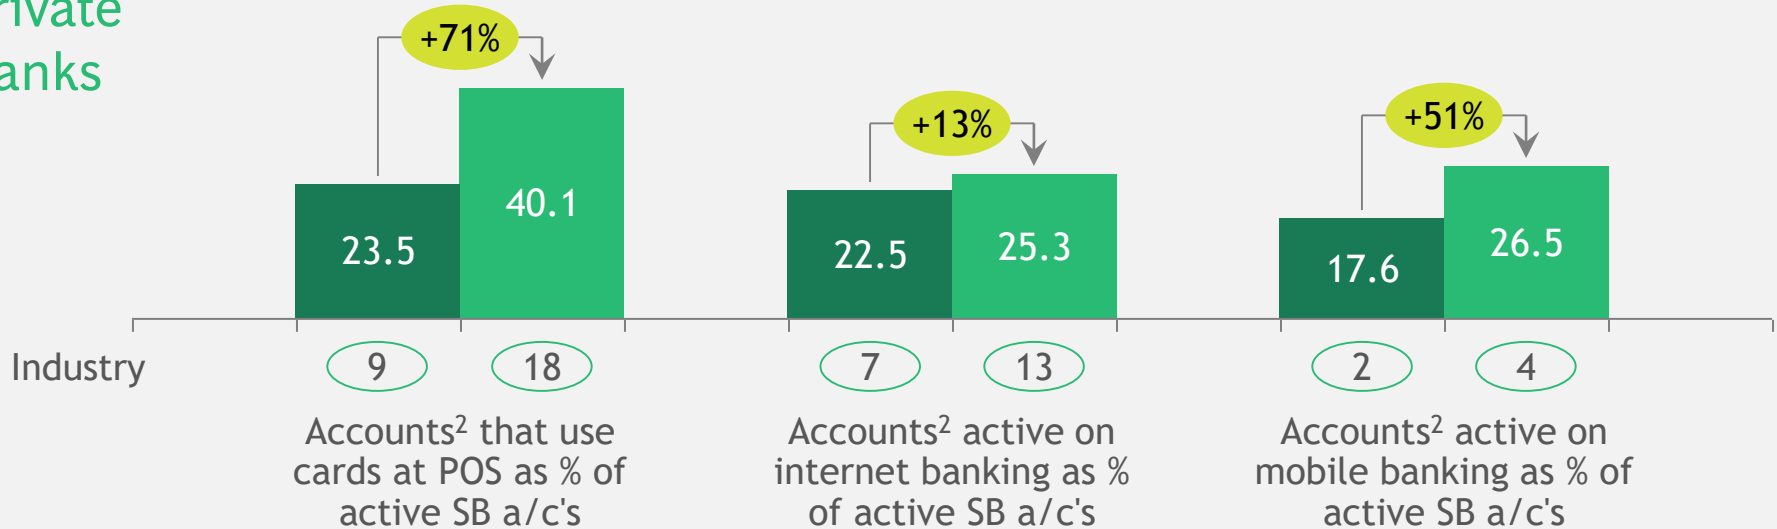 +71%
+13%
+51%
23.5
40.1
22.5
25.3
17.6
26.5
Industry 9 18 7 13 2 4
Accounts² that use
cards at POS as % of
active SB a/c's
Accounts² active on
internet banking as %
of active SB a/c's
Accounts² active on
mobile banking as % of
active SB a/c's